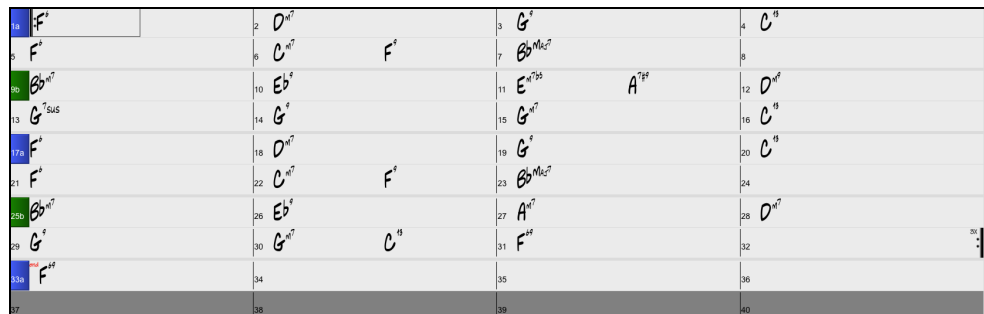 1a F6 2 Dm7 3 G9 4 C13
5 F6 6 Cm7 F9 7 BbMaj7 8
9b Bbm7 10 Eb9 11 Em7b5 A7#9 12 Dm9
13 G7sus 14 G9 15 Gm7 16 C13
17a F6 18 Dm7 19 G9 20 C13
21 F6 22 Cm7 F9 23 BbMaj7 24
25b Bbm7 26 Eb9 27 Am7 28 Dm7
29 G9 30 Gm7 C13 31 F69 32 3x
33a end F69 34 35 36
37 38 39 40